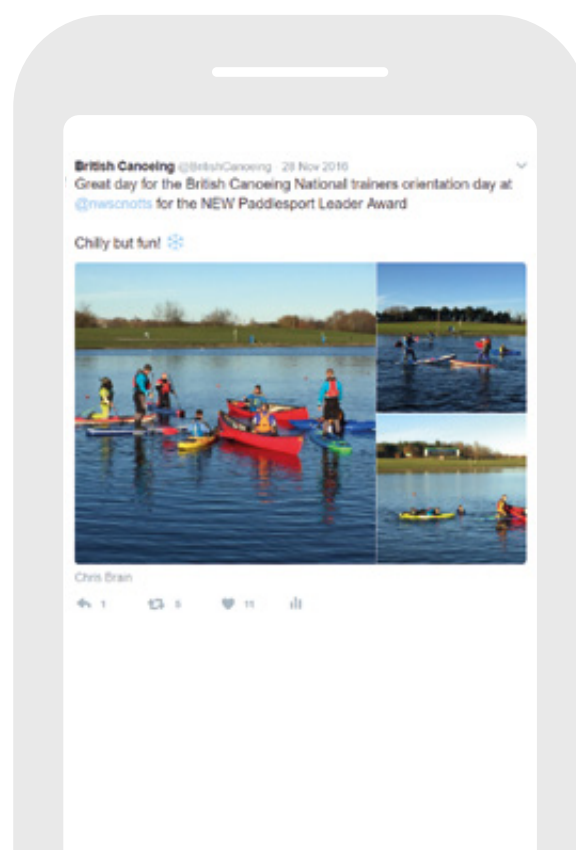 British Canoeing @BritishCanoeing · 28 Nov 2016
Great day for the British Canoeing National trainers orientation day at
@nwscnotts for the NEW Paddlesport Leader Award
Chilly but fun! ❄
Chris Brain
1 5 11